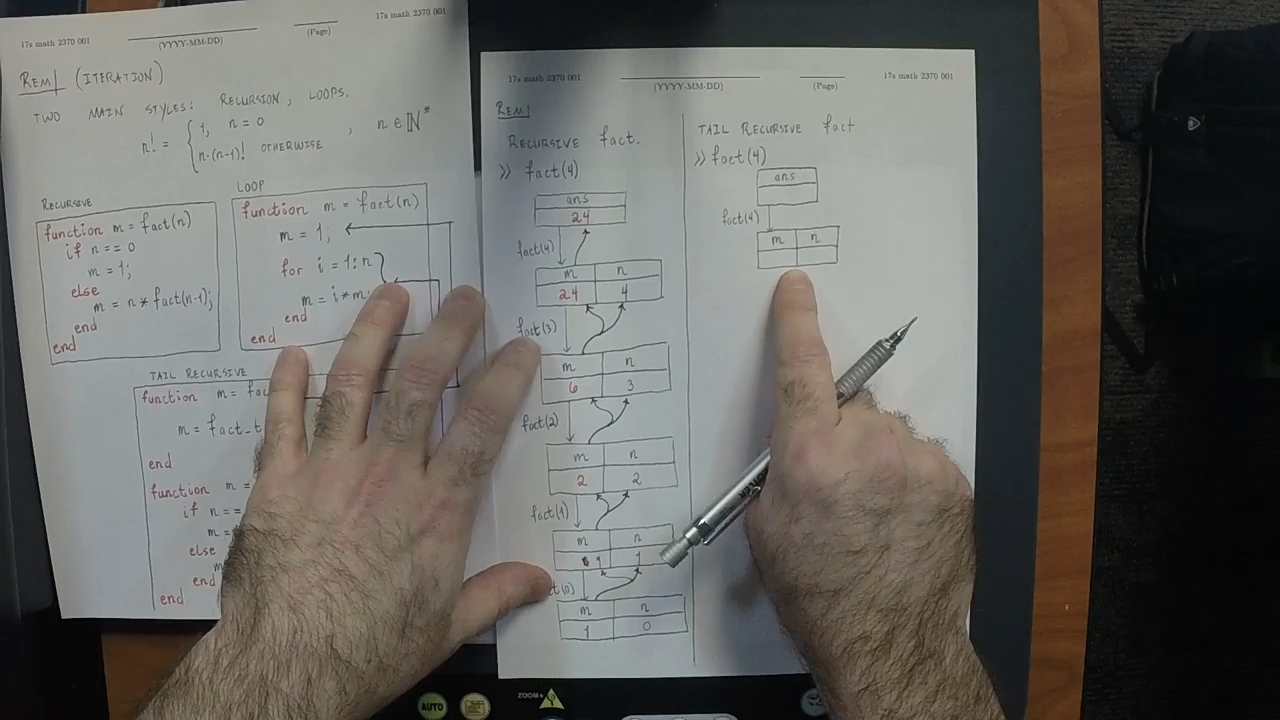 17s math 2370 001
(YYYY-MM-DD)
(Page)
17s math 2370 001
REM (ITERATION)
TWO MAIN STYLES: RECURSION, LOOPS.
n! = { 1, n = 0
n·(n-1)! OTHERWISE , n ∈ ℕ*
RECURSIVE
function m = fact(n)
if n == 0
m = 1;
else
m = n * fact(n-1);
end
end
LOOP
function m = fact(n)
m = 1;
for i = 1:n
m = i*m;
end
end
TAIL RECURSIVE
function m = fac
m = fact_t
end
function m =
if n ==
m =
else
m
end
end
17s math 2370 001
(YYYY-MM-DD)
(Page)
17s math 2370 001
REM
RECURSIVE fact.
>> fact(4)
ans
24
fact(4)
m n
24 4
fact(3)
m n
6 3
fact(2)
m n
2 2
fact(1)
m n
1 1
ct(0)
m n
1 0
TAIL RECURSIVE fact
>> fact(4)
ans
fact(4)
m n
AUTO
ZOOM